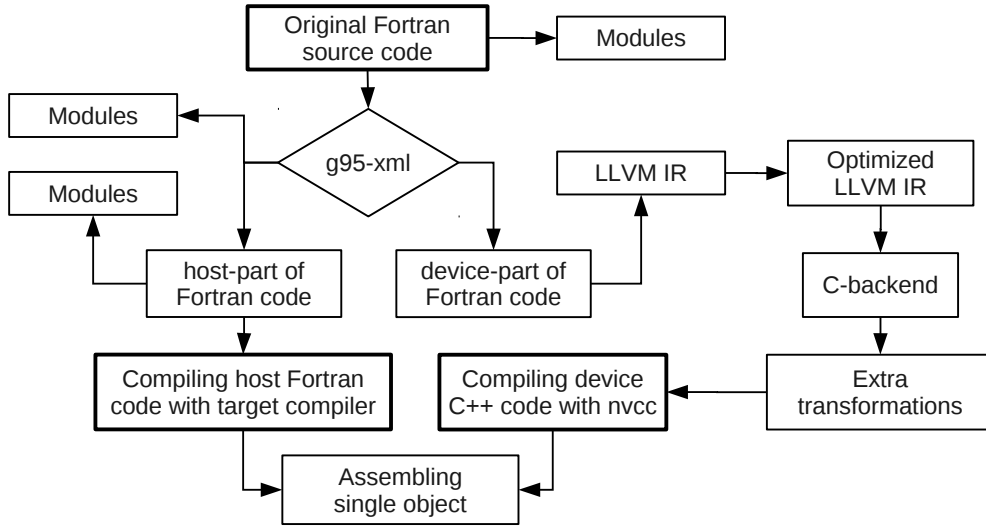 Original Fortran
source code
Modules
Modules
g95-xml
LLVM IR
Optimized
LLVM IR
Modules
host-part of
Fortran code
device-part of
Fortran code
C-backend
Compiling host Fortran
code with target compiler
Compiling device
C++ code with nvcc
Extra
transformations
Assembling
single object